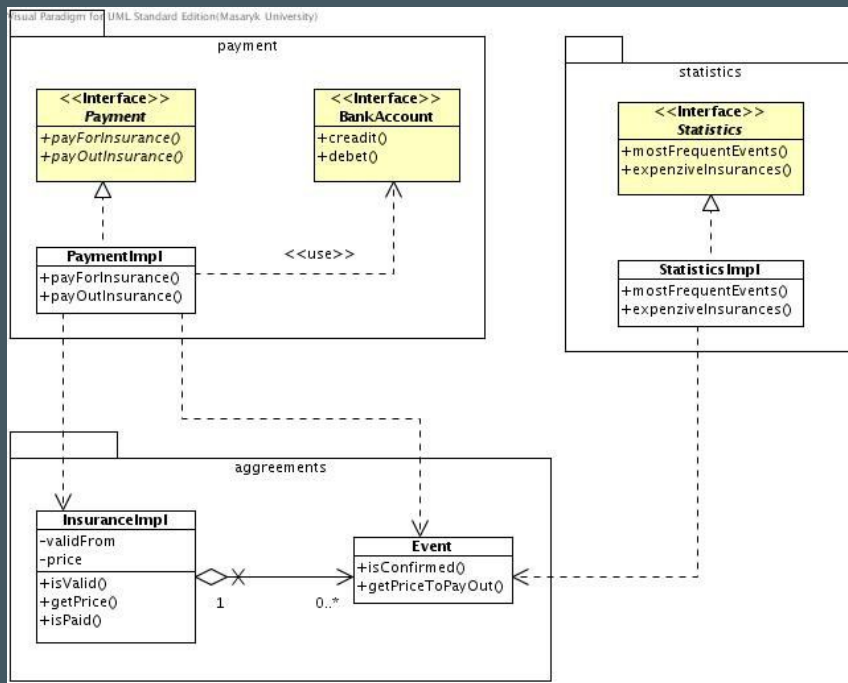 Visual Paradigm for UML Standard Edition(Masaryk University)
payment
<<Interface>>
Payment
+payForInsurance()
+payOutInsurance()
<<Interface>>
BankAccount
+creadit()
+debet()
PaymentImpl
+payForInsurance()
+payOutInsurance()
<<use>>
statistics
<<Interface>>
Statistics
+mostFrequentEvents()
+expenziveInsurances()
StatisticsImpl
+mostFrequentEvents()
+expenziveInsurances()
aggreements
InsuranceImpl
-validFrom
-price
+isValid()
+getPrice()
+isPaid()
1
0..*
Event
+isConfirmed()
+getPriceToPayOut()